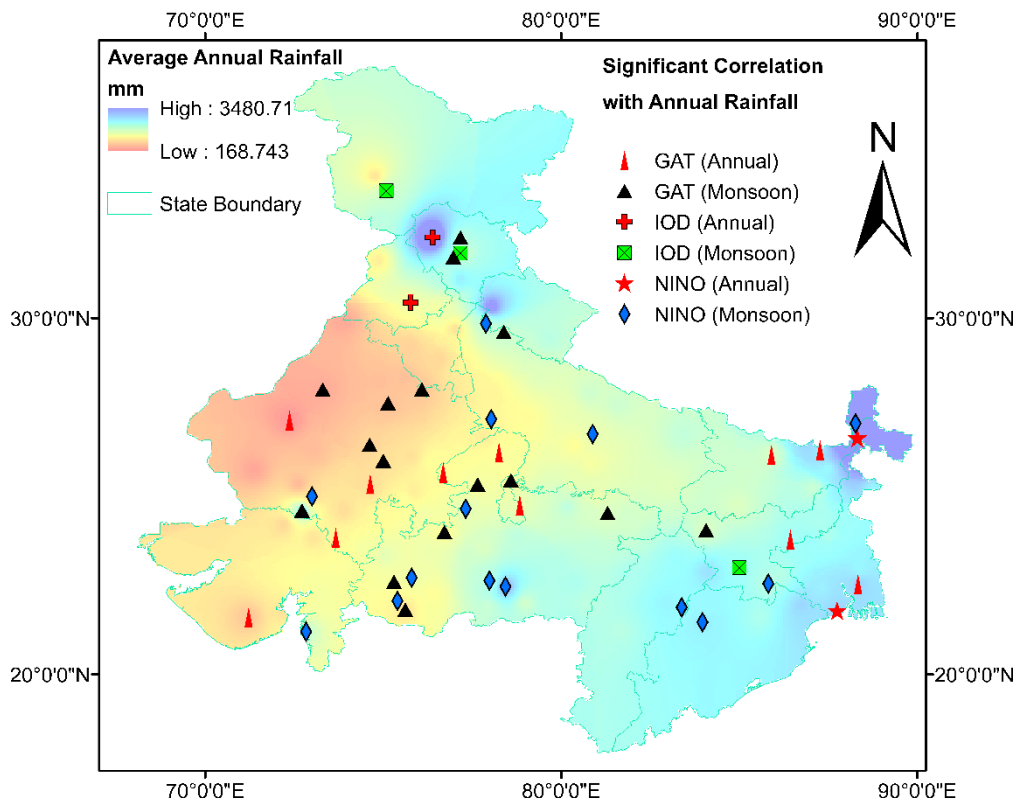 70°0'0"E 80°0'0"E 90°0'0"E
Average Annual Rainfall
mm
High : 3480.71
Low : 168.743
State Boundary
Significant Correlation
with Annual Rainfall
GAT (Annual)
GAT (Monsoon)
IOD (Annual)
IOD (Monsoon)
NINO (Annual)
NINO (Monsoon)
N
30°0'0"N 30°0'0"N
20°0'0"N 20°0'0"N
70°0'0"E 80°0'0"E 90°0'0"E